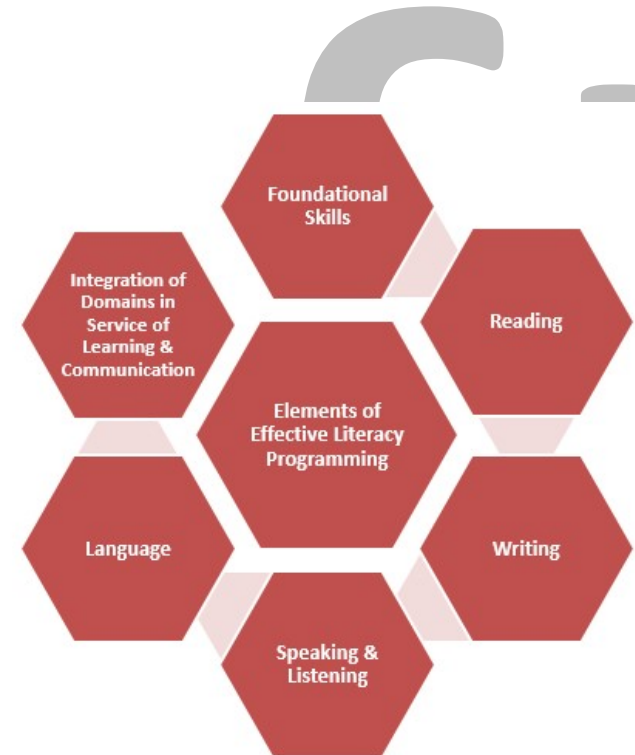 Foundational
Skills
Reading
Writing
Speaking &
Listening
Language
Integration of
Domains in
Service of
Learning &
Communication
Elements of
Effective Literacy
Programming